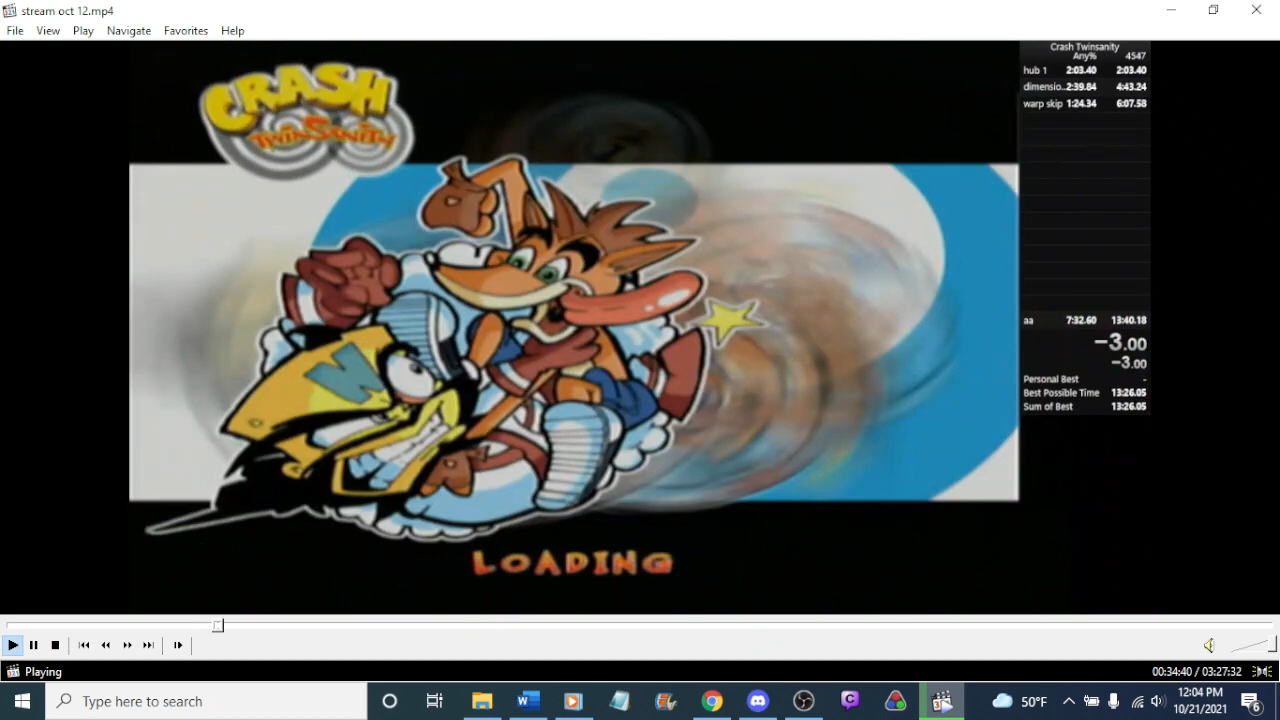 stream oct 12.mp4
File View Play Navigate Favorites Help
CRASH
TWINSANITY
LOADING
Crash Twinsanity
Any% 4547
hub 1 2:03.40 2:03.40
dimensio... 2:39.84 4:43.24
warp skip 1:24.34 6:07.58
aa 7:32.60 13:40.18
−3.00
−3.00
Personal Best -
Best Possible Time 13:26.05
Sum of Best 13:26.05
Playing 00:34:40 / 03:27:32
Type here to search
50°F
12:04 PM
10/21/2021
6